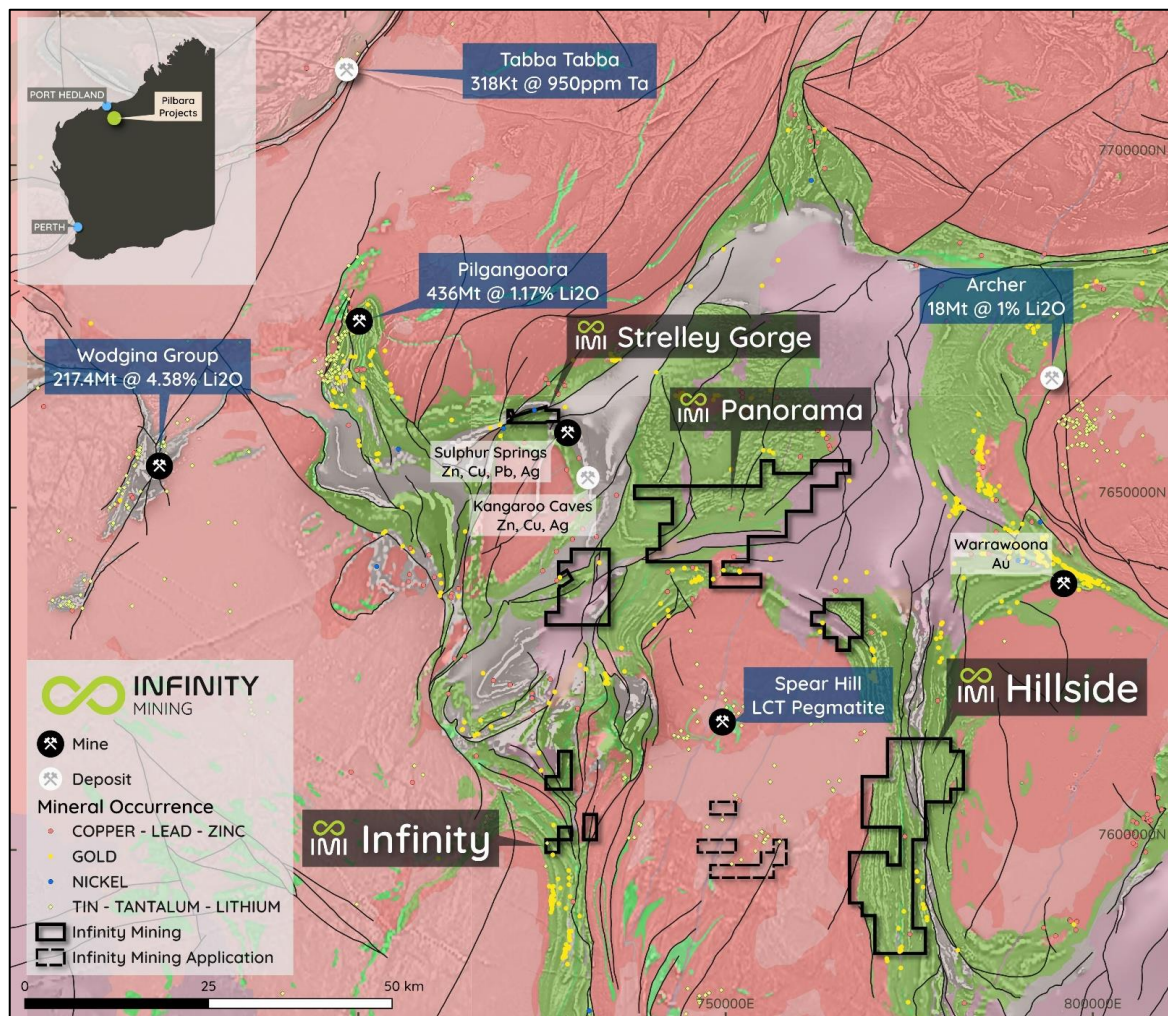 Tabba Tabba
318Kt @ 950ppm Ta
PORT HEDLAND
Pilbara
Projects
PERTH
7700000N
Pilgangoora
436Mt @ 1.17% Li2O
Archer
18Mt @ 1% Li2O
IMI Strelley Gorge
Wodgina Group
217.4Mt @ 4.38% Li2O
IMI Panorama
Sulphur Springs
Zn, Cu, Pb, Ag
Kangaroo Caves
Zn, Cu, Ag
7650000N
Warrawoona
Au
Spear Hill
LCT Pegmatite
IMI Hillside
INFINITY
MINING
Mine
Deposit
Mineral Occurrence
COPPER - LEAD - ZINC
GOLD
NICKEL
TIN - TANTALUM - LITHIUM
Infinity Mining
Infinity Mining Application
IMI Infinity
7600000N
0 25 50 km
750000E
800000E